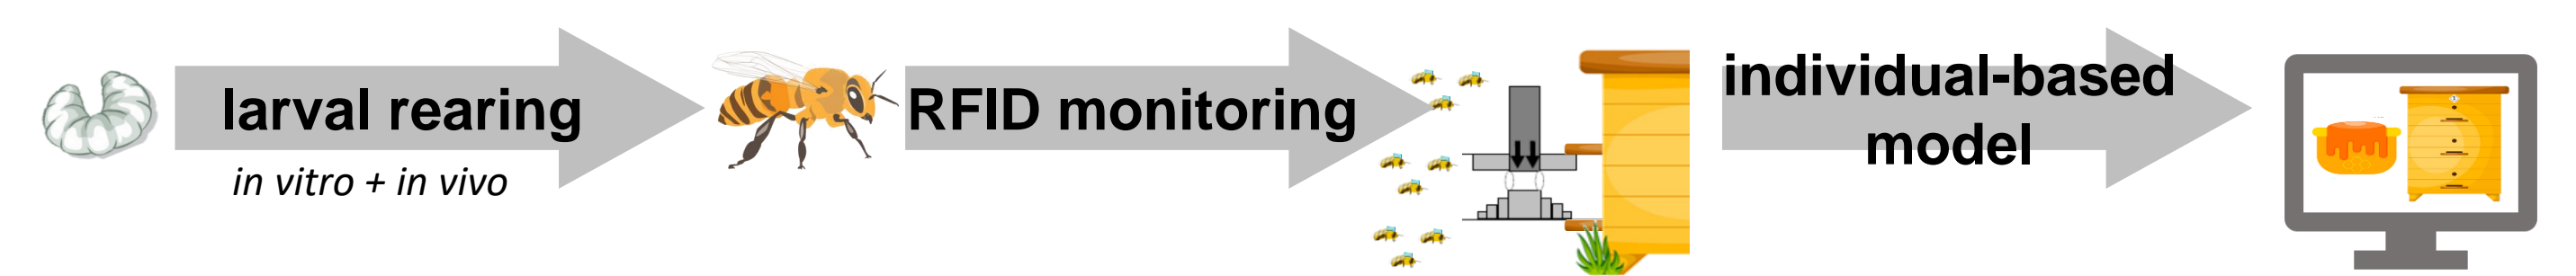 larval rearing
in vitro + in vivo
RFID monitoring
individual-based
model